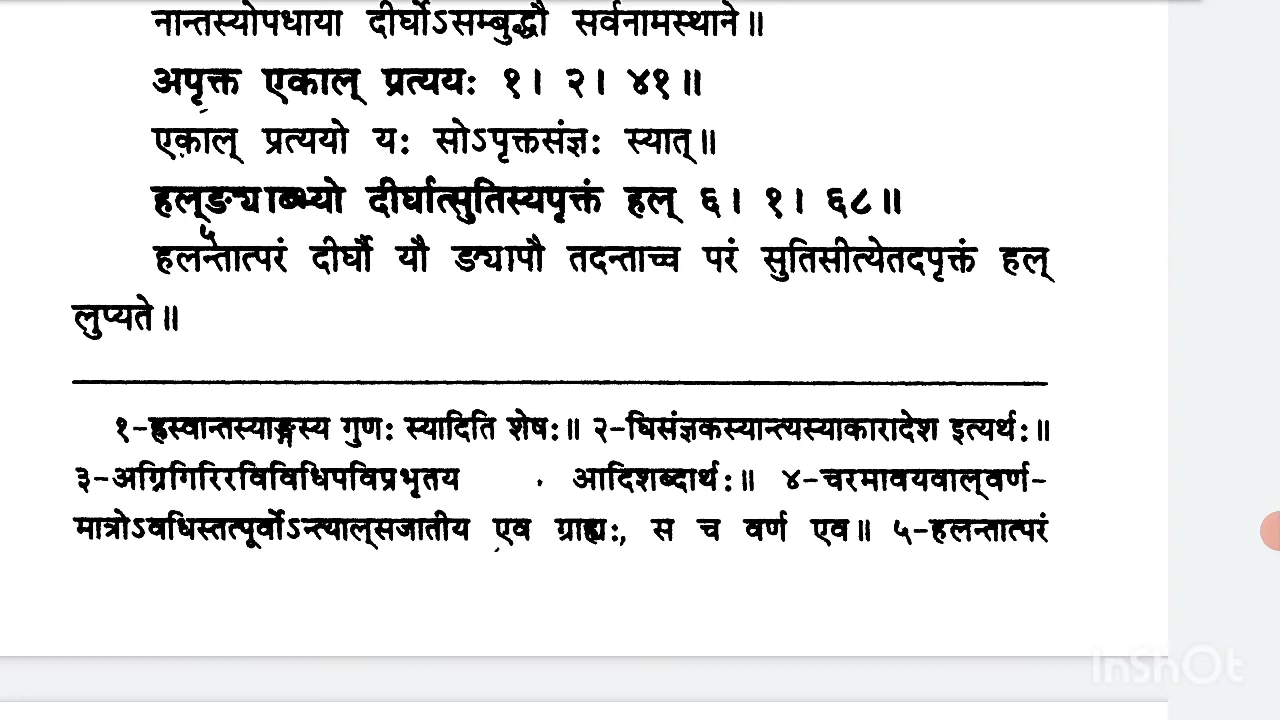 नान्तस्योपधाया दीर्घोऽसम्बुद्धौ सर्वनामस्थाने॥
अपृक्त एकाल् प्रत्ययः १। २। ४१॥
एकाल् प्रत्ययो यः सोऽपृक्तसंज्ञः स्यात्॥
हल्ङ्याब्भ्यो दीर्घात्सुतिस्यपृक्तं हल् ६। १। ६८॥
५
हलन्तात्परं दीर्घौ यौ ङ्यापौ तदन्ताच्च परं सुतिसीत्येतदपृक्तं हल्
लुप्यते॥
१-ह्रस्वान्तस्याङ्गस्य गुणः स्यादिति शेषः॥ २-घिसंज्ञकस्यान्त्यस्याकारादेश इत्यर्थः॥
३-अग्निगिरिरविविधिपविप्रभृतय आदिशब्दार्थः॥ ४-चरमावयवाल्वर्ण-
मात्रोऽवधिस्तत्पूर्वोऽन्त्याल्सजातीय एव ग्राह्यः, स च वर्ण एव॥ ५-हलन्तात्परं
InShOt